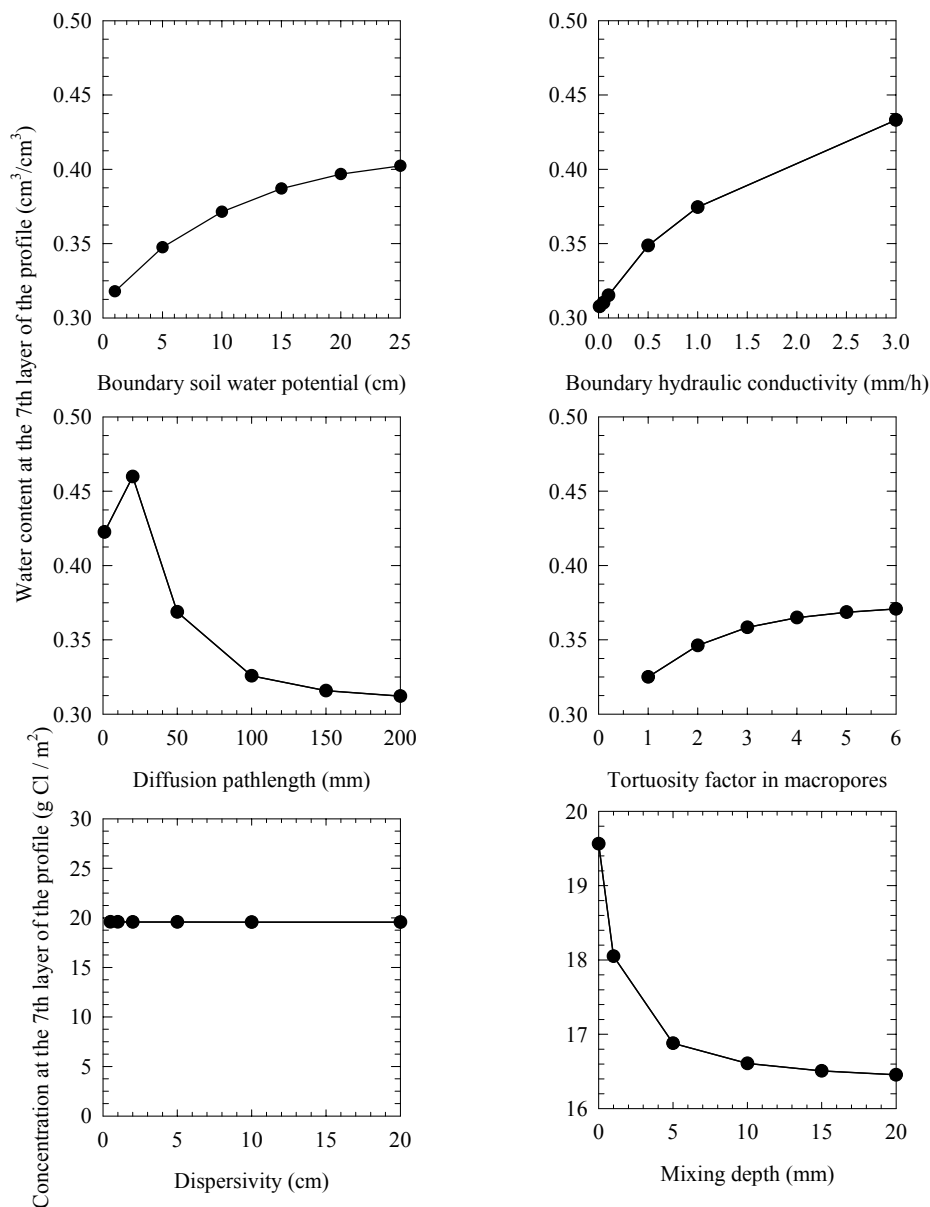 Water content at the 7th layer of the profile (cm³/cm³)
0.50
0.45
0.40
0.35
0.30
0 5 10 15 20 25
Boundary soil water potential (cm)
0.50
0.45
0.40
0.35
0.30
0.0 0.5 1.0 1.5 2.0 2.5 3.0
Boundary hydraulic conductivity (mm/h)
0.50
0.45
0.40
0.35
0.30
0 50 100 150 200
Diffusion pathlength (mm)
0.50
0.45
0.40
0.35
0.30
0 1 2 3 4 5 6
Tortuosity factor in macropores
Concentration at the 7th layer of the profile (g Cl / m²)
30
25
20
15
10
5
0
0 5 10 15 20
Dispersivity (cm)
20
19
18
17
16
0 5 10 15 20
Mixing depth (mm)